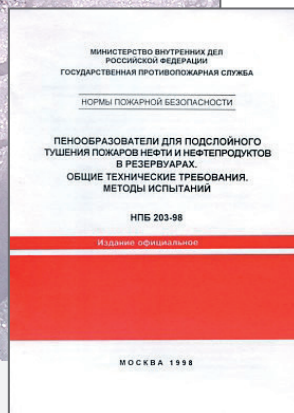 МИНИСТЕРСТВО ВНУТРЕННИХ ДЕЛ
РОССИЙСКОЙ ФЕДЕРАЦИИ
ГОСУДАРСТВЕННАЯ ПРОТИВОПОЖАРНАЯ СЛУЖБА
НОРМЫ ПОЖАРНОЙ БЕЗОПАСНОСТИ
ПЕНООБРАЗОВАТЕЛИ ДЛЯ ПОДСЛОЙНОГО
ТУШЕНИЯ ПОЖАРОВ НЕФТИ И НЕФТЕПРОДУКТОВ
В РЕЗЕРВУАРАХ.
ОБЩИЕ ТЕХНИЧЕСКИЕ ТРЕБОВАНИЯ.
МЕТОДЫ ИСПЫТАНИЙ
НПБ 203-98
Издание официальное
МОСКВА 1998